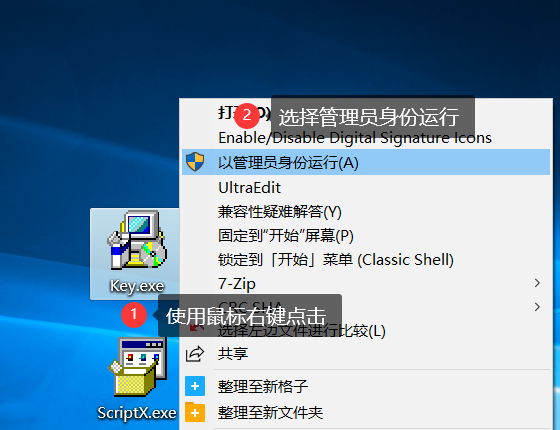 打开(O)
2 选择管理员身份运行
Enable/Disable Digital Signature Icons
以管理员身份运行(A)
UltraEdit
兼容性疑难解答(Y)
固定到“开始”屏幕(P)
锁定到「开始」菜单 (Classic Shell)
7-Zip
Key.exe
CRC SHA
1 使用鼠标右键点击
选择左边文件进行比较(L)
共享
整理至新格子
ScriptX.exe
整理至新文件夹